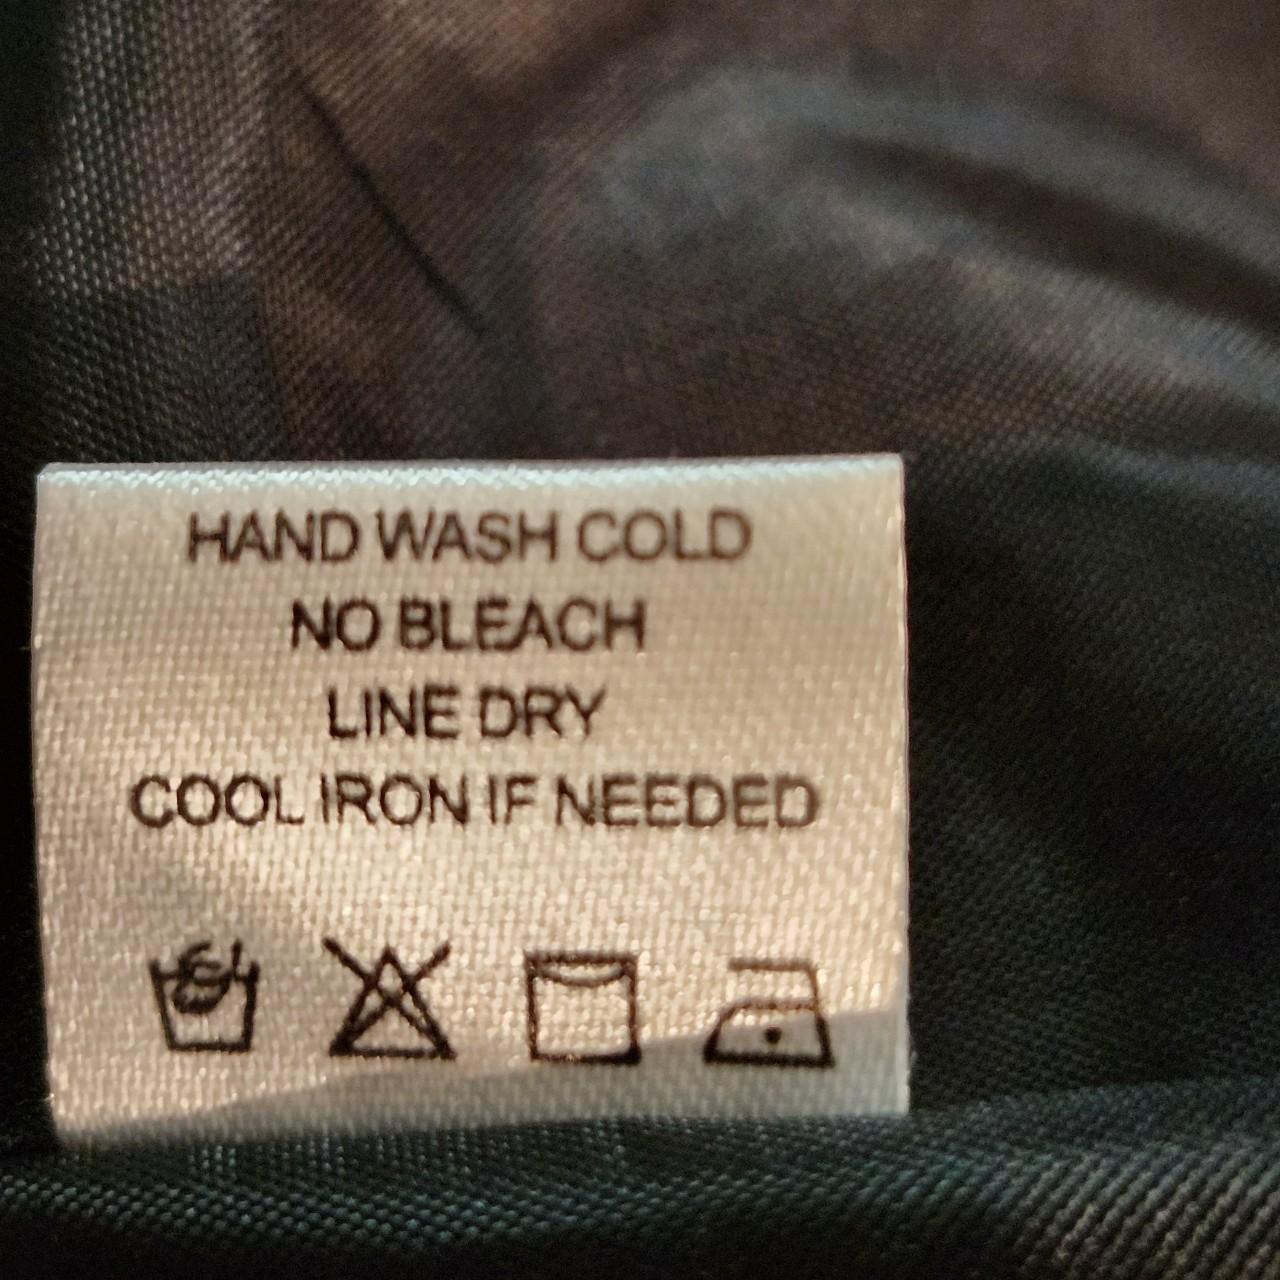 HAND WASH COLD
NO BLEACH
LINE DRY
COOL IRON IF NEEDED